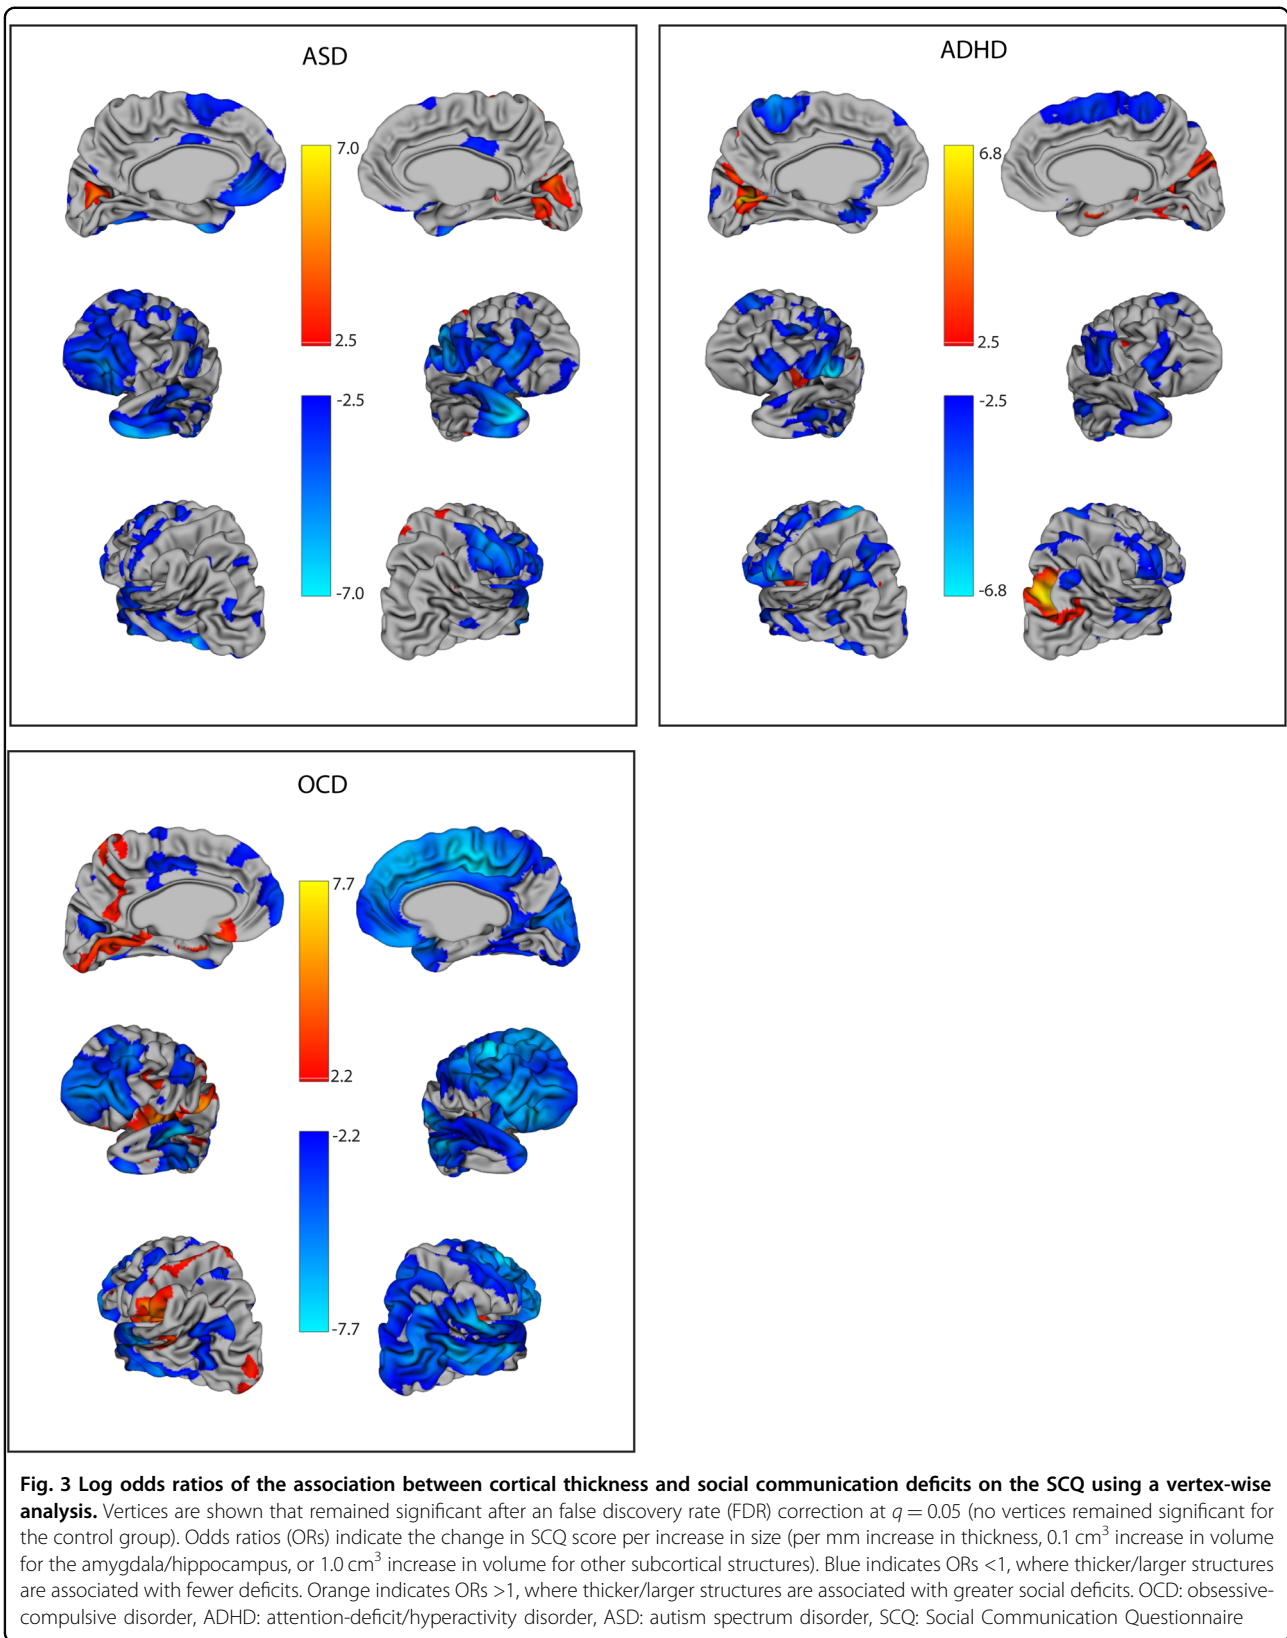 ASD
7.0
2.5
-2.5
-7.0
ADHD
6.8
2.5
-2.5
-6.8
OCD
7.7
2.2
-2.2
-7.7
Fig. 3 Log odds ratios of the association between cortical thickness and social communication deficits on the SCQ using a vertex-wise
analysis. Vertices are shown that remained significant after an false discovery rate (FDR) correction at q = 0.05 (no vertices remained significant for
the control group). Odds ratios (ORs) indicate the change in SCQ score per increase in size (per mm increase in thickness, 0.1 cm³ increase in volume
for the amygdala/hippocampus, or 1.0 cm³ increase in volume for other subcortical structures). Blue indicates ORs <1, where thicker/larger structures
are associated with fewer deficits. Orange indicates ORs >1, where thicker/larger structures are associated with greater social deficits. OCD: obsessive-
compulsive disorder, ADHD: attention-deficit/hyperactivity disorder, ASD: autism spectrum disorder, SCQ: Social Communication Questionnaire